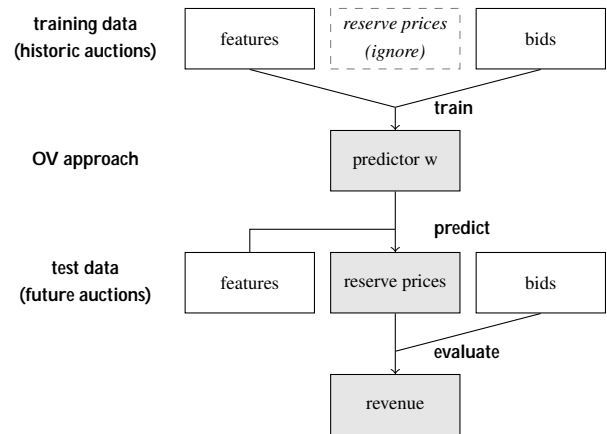 training data
(historic auctions)
features
reserve prices
(ignore)
bids
train
OV approach
predictor w
predict
test data
(future auctions)
features
reserve prices
bids
evaluate
revenue